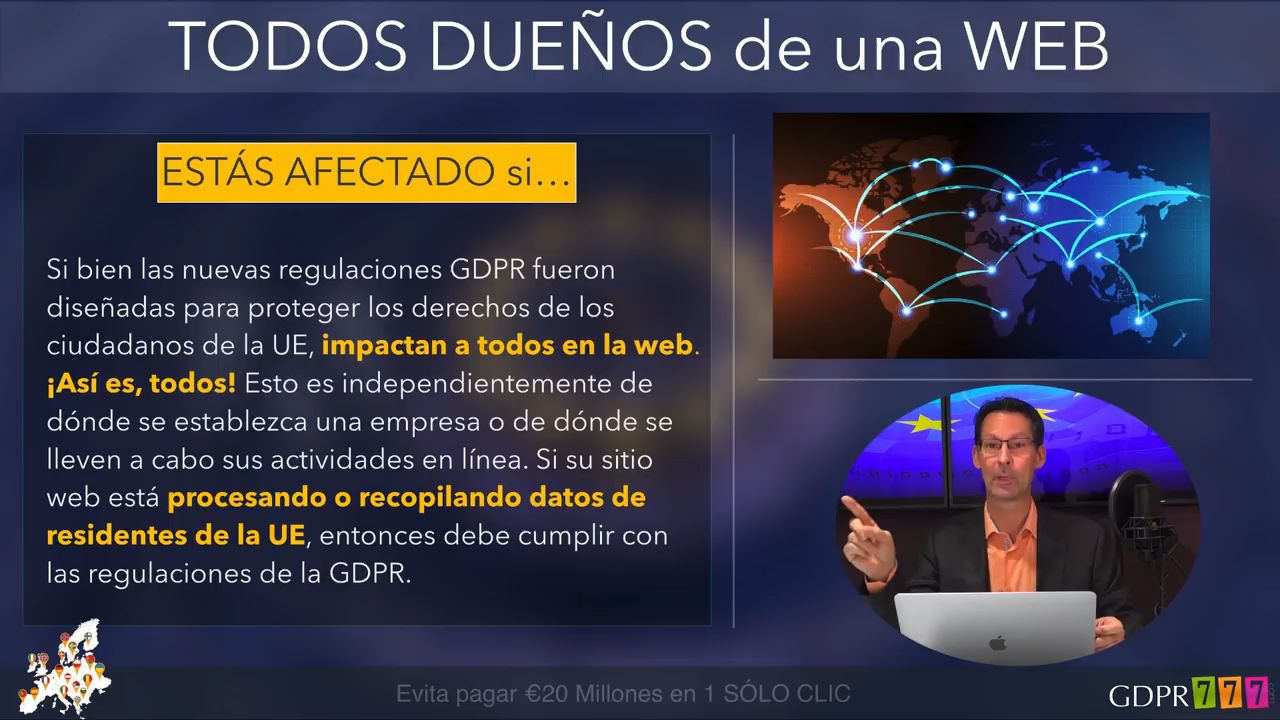 TODOS DUEÑOS de una WEB
ESTÁS AFECTADO si...
Si bien las nuevas regulaciones GDPR fueron
diseñadas para proteger los derechos de los
ciudadanos de la UE, impactan a todos en la web.
¡Así es, todos! Esto es independientemente de
dónde se establezca una empresa o de dónde se
lleven a cabo sus actividades en línea. Si su sitio
web está procesando o recopilando datos de
residentes de la UE, entonces debe cumplir con
las regulaciones de la GDPR.
Evita pagar €20 Millones en 1 SÓLO CLIC
GDPR777